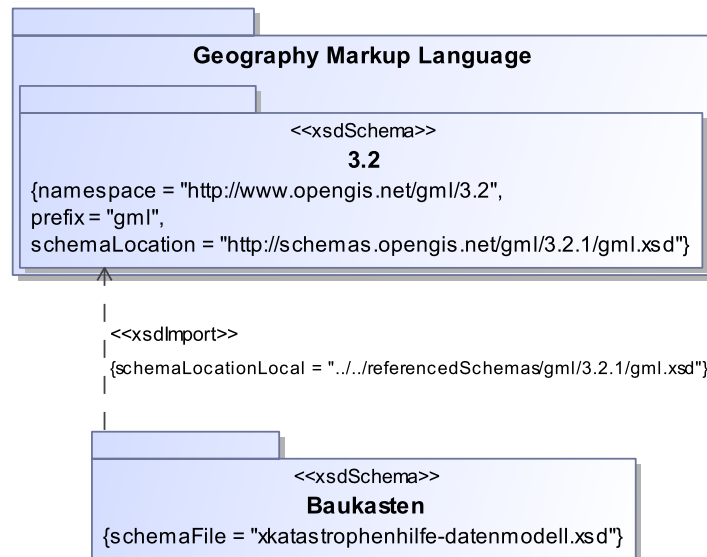 Geography Markup Language
<<xsdSchema>>
3.2
{namespace = "http://www.opengis.net/gml/3.2",
prefix = "gml",
schemaLocation = "http://schemas.opengis.net/gml/3.2.1/gml.xsd"}
<<xsdImport>>
{schemaLocationLocal = "../../referencedSchemas/gml/3.2.1/gml.xsd"}
<<xsdSchema>>
Baukasten
{schemaFile = "xkatastrophenhilfe-datenmodell.xsd"}